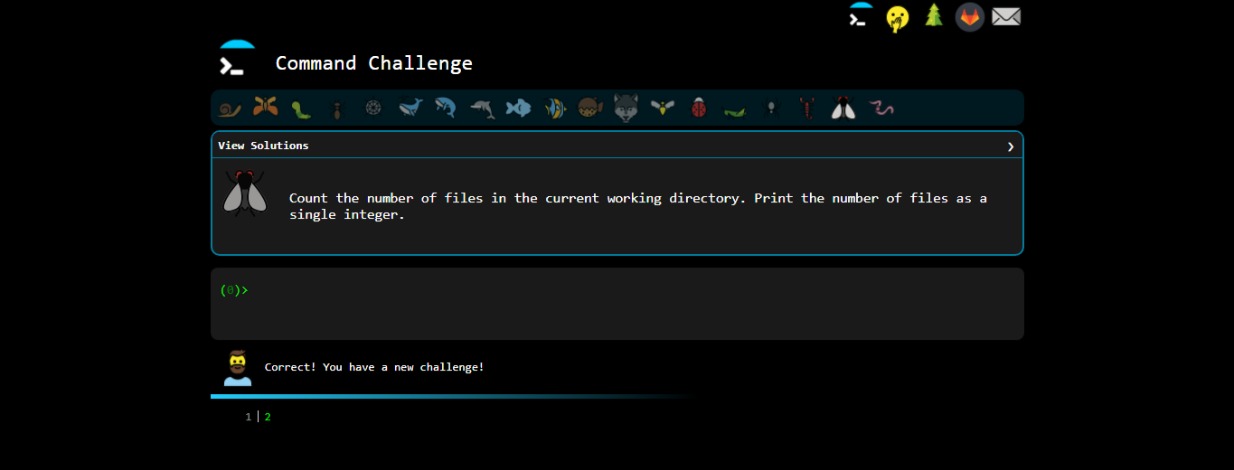 Command Challenge
View Solutions
Count the number of files in the current working directory. Print the number of files as a
single integer.
(0)>
Correct! You have a new challenge!
1 | 2